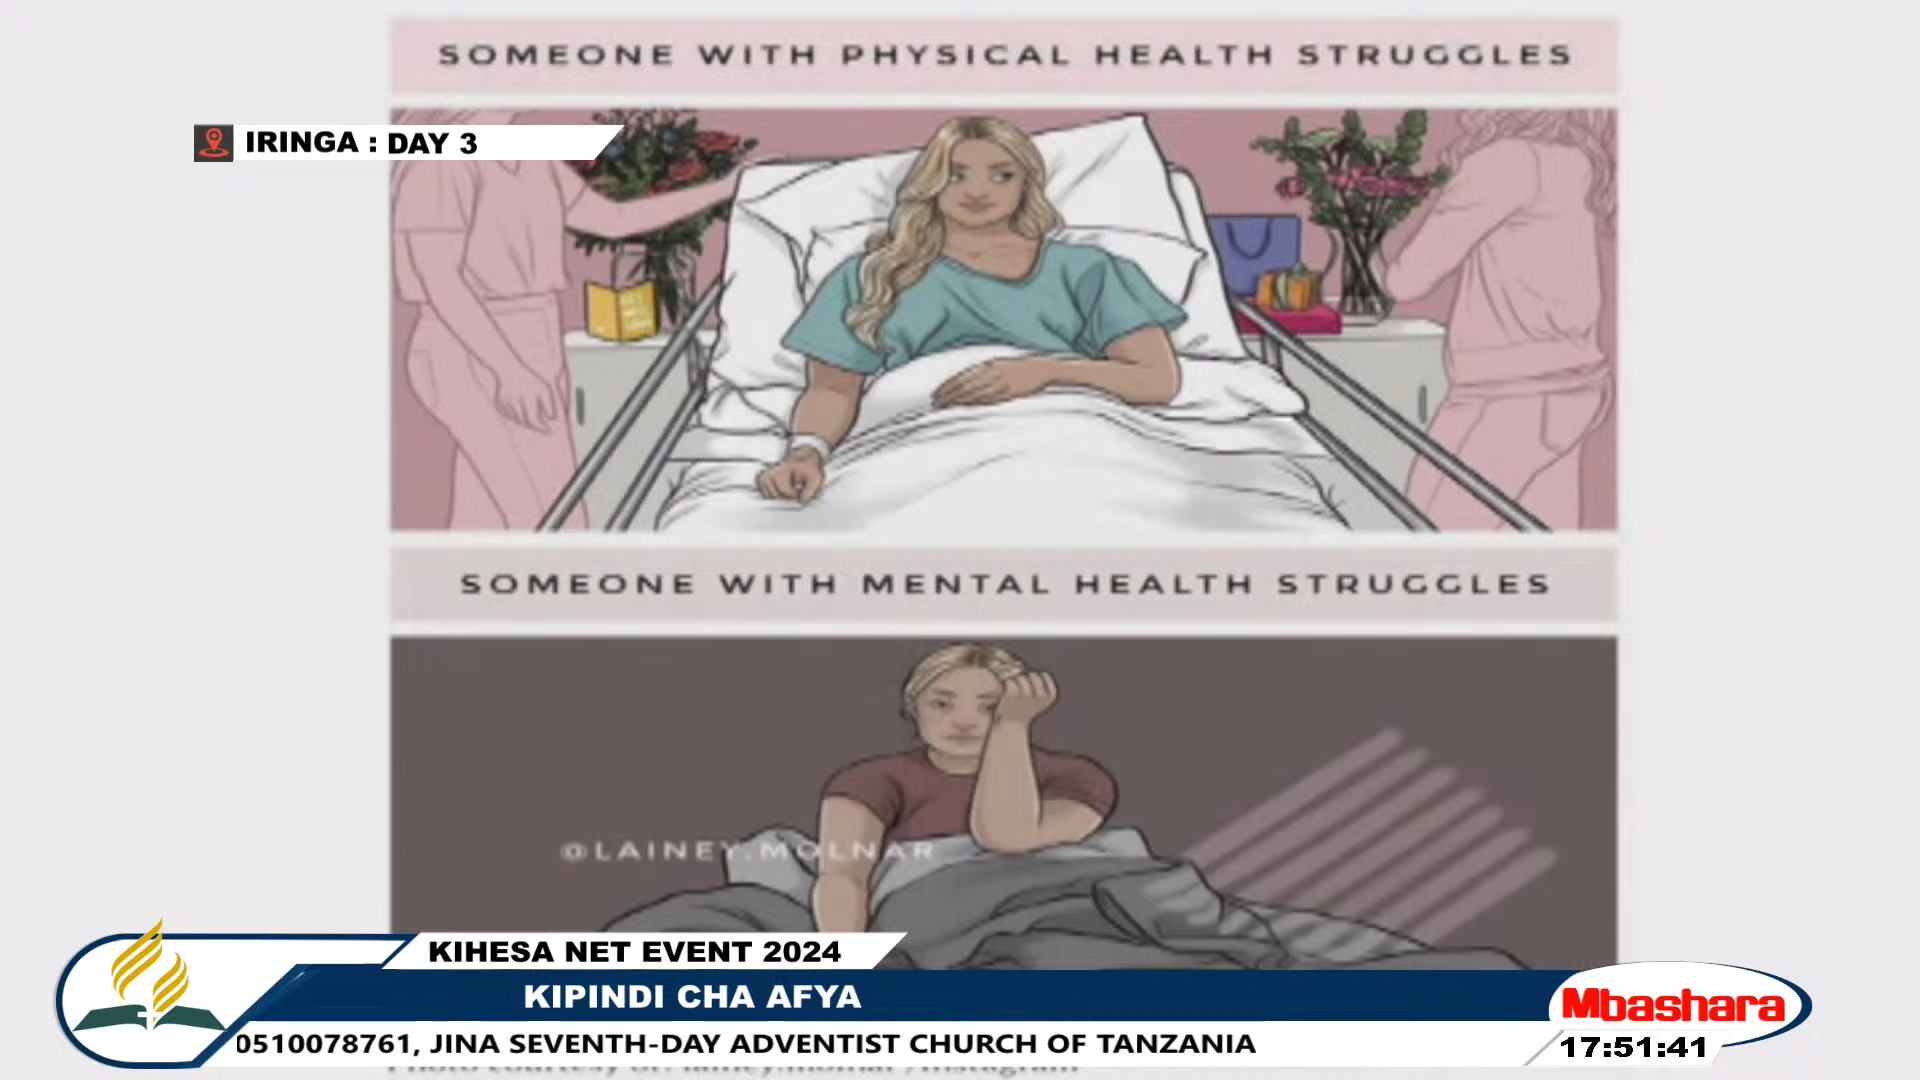 SOMEONE WITH PHYSICAL HEALTH STRUGGLES
IRINGA : DAY 3
SOMEONE WITH MENTAL HEALTH STRUGGLES
@LAINEY.MOLNAR
KIHESA NET EVENT 2024
KIPINDI CHA AFYA
Mbashara
0510078761, JINA SEVENTH-DAY ADVENTIST CHURCH OF TANZANIA
17:51:41